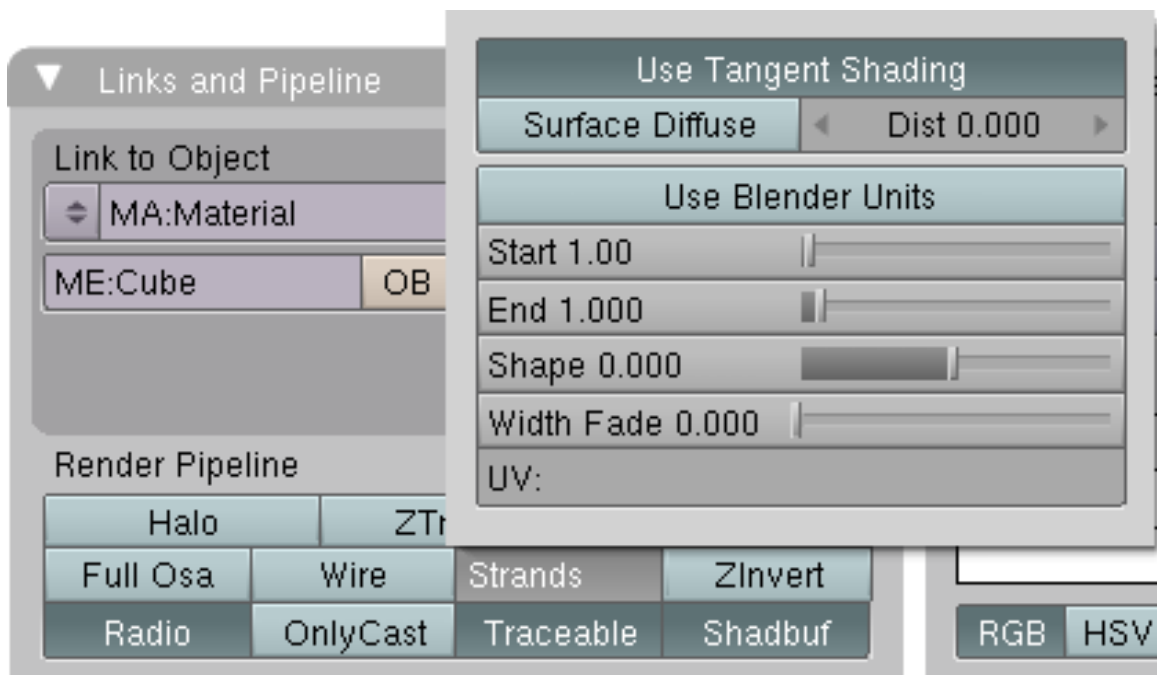 Links and Pipeline
Link to Object
MA:Material
ME:Cube OB
Render Pipeline
Halo
Full Osa Wire Strands ZInvert
Radio OnlyCast Traceable Shadbuf
Use Tangent Shading
Surface Diffuse Dist 0.000
Use Blender Units
Start 1.00
End 1.000
Shape 0.000
Width Fade 0.000
UV:
RGB HSV